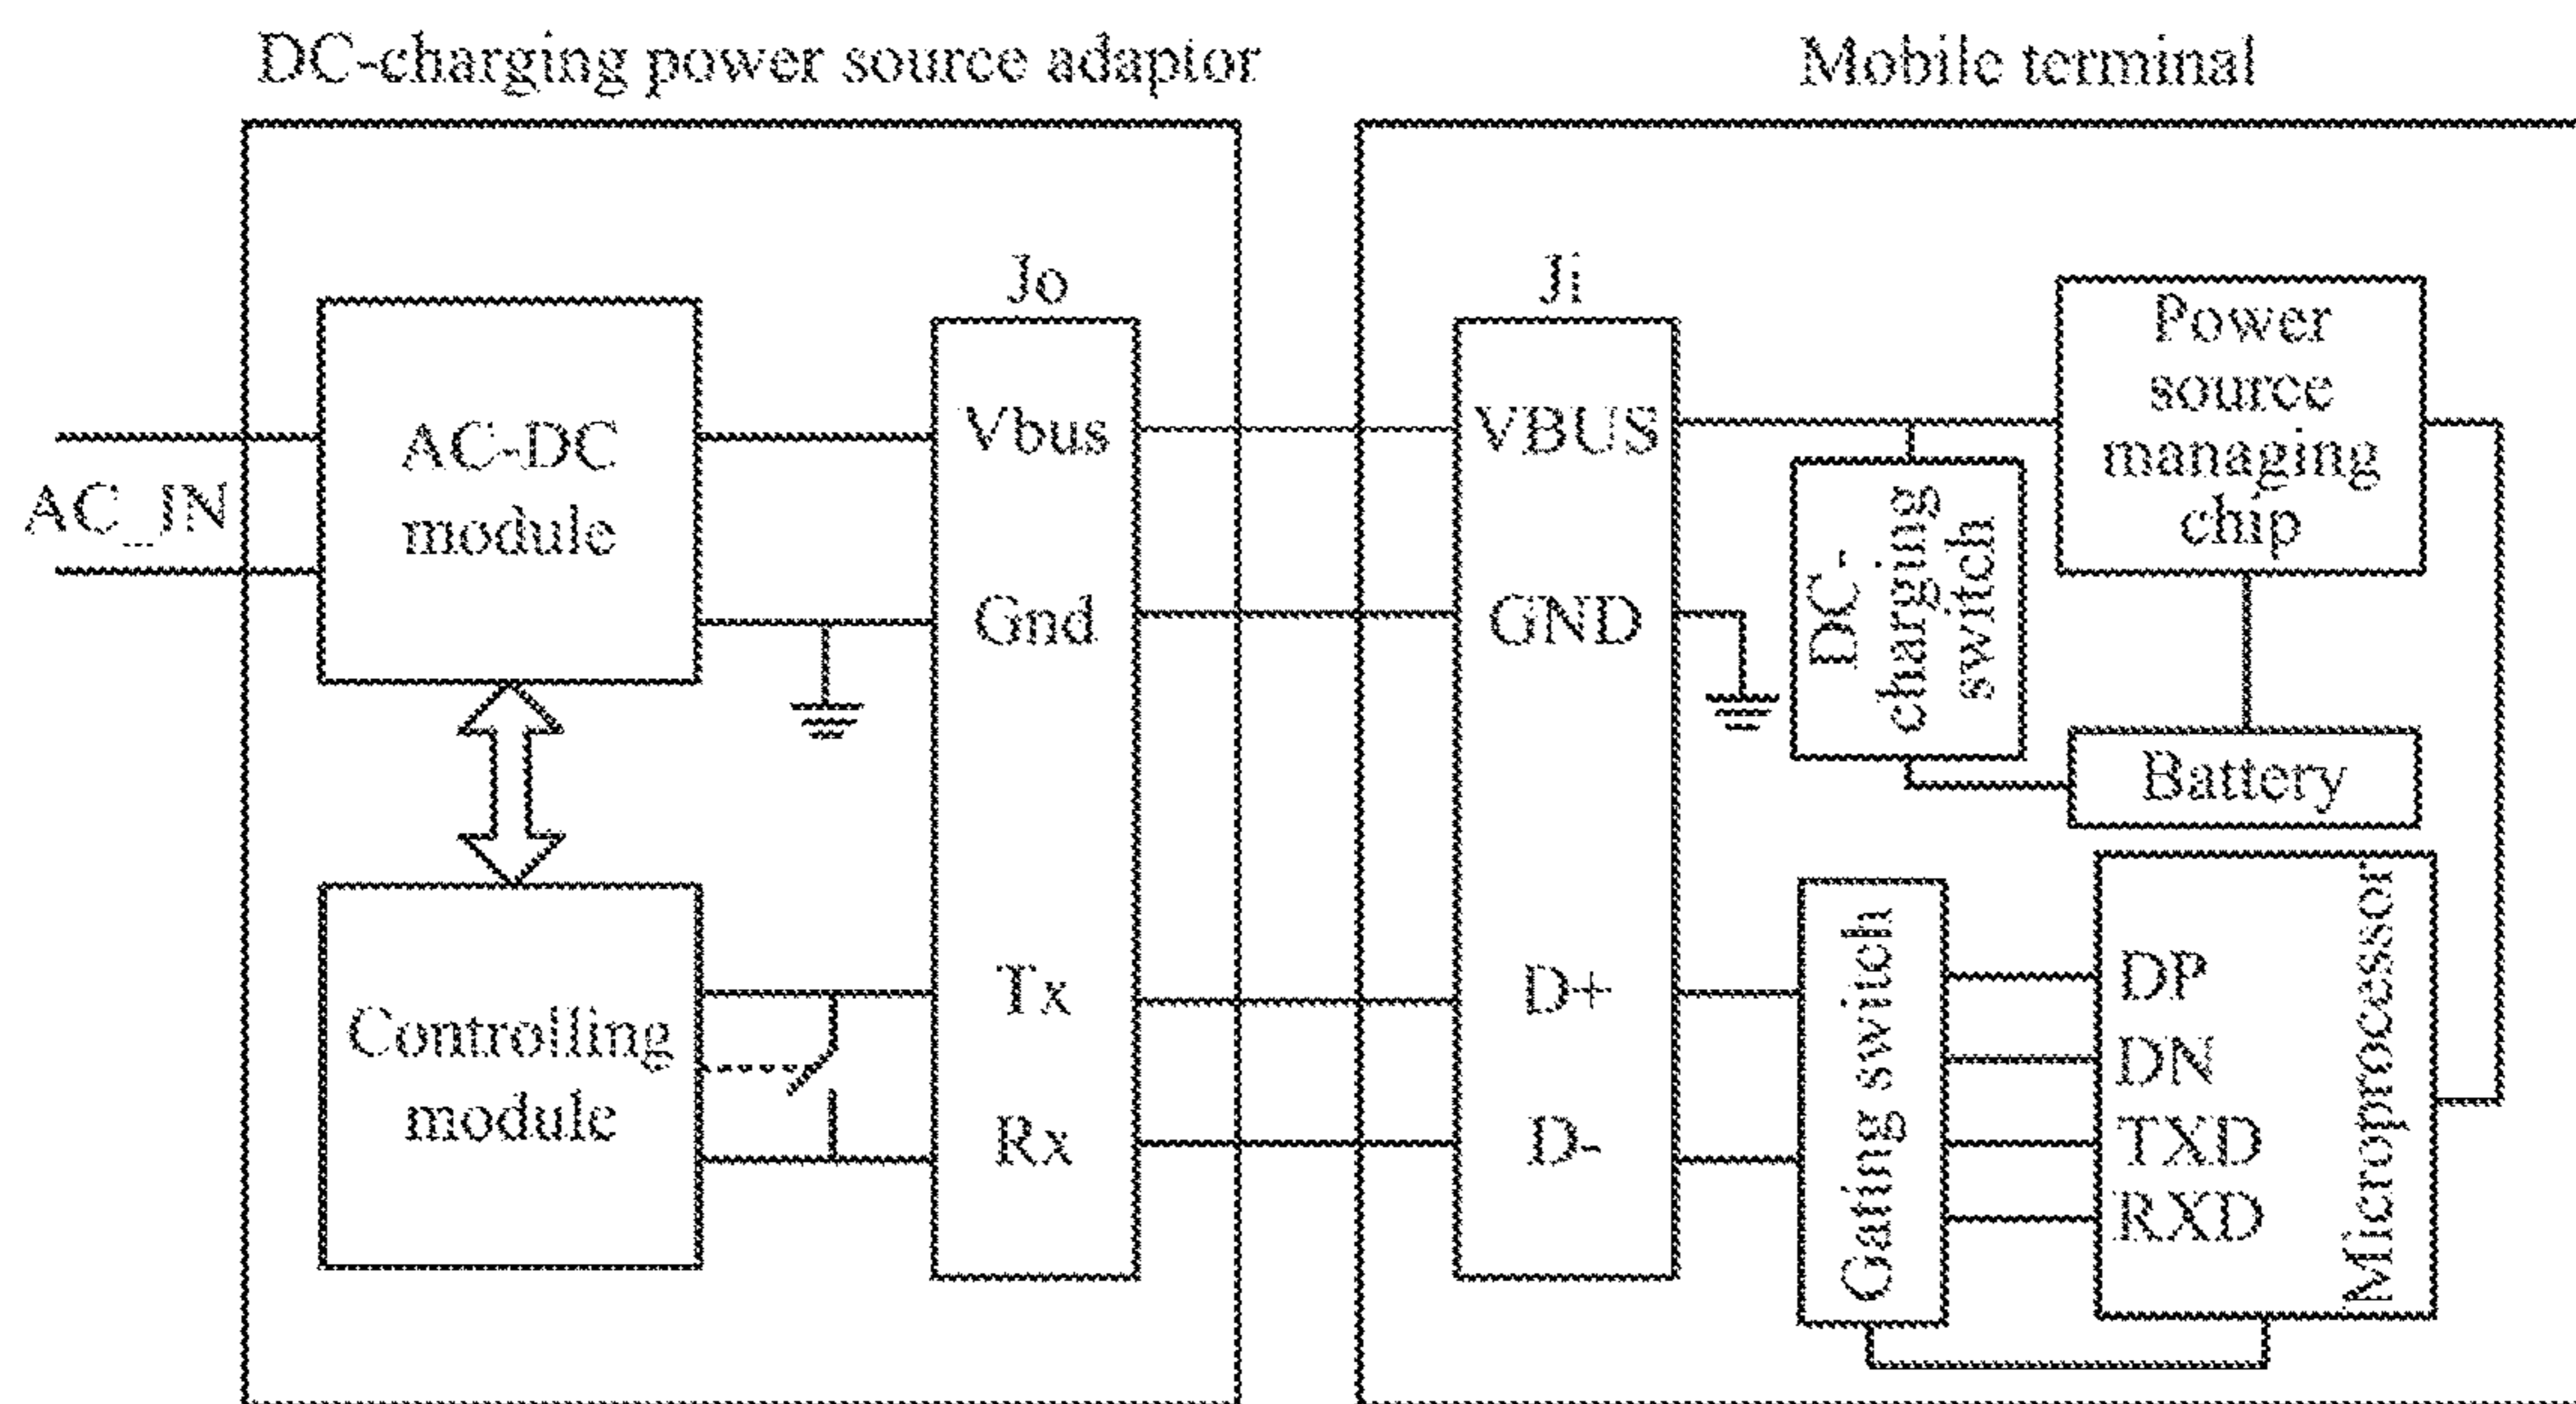 DC-charging power source adaptor
Mobile terminal
AC_IN
AC-DC
module
Controlling
module
Jo
Vbus
Gnd
Tx
Rx
Ji
VBUS
GND
D+
D-
DC-
charging
switch
Power
source
managing
chip
Battery
Gating switch
DP
DN
TXD
RXD
Microprocessor